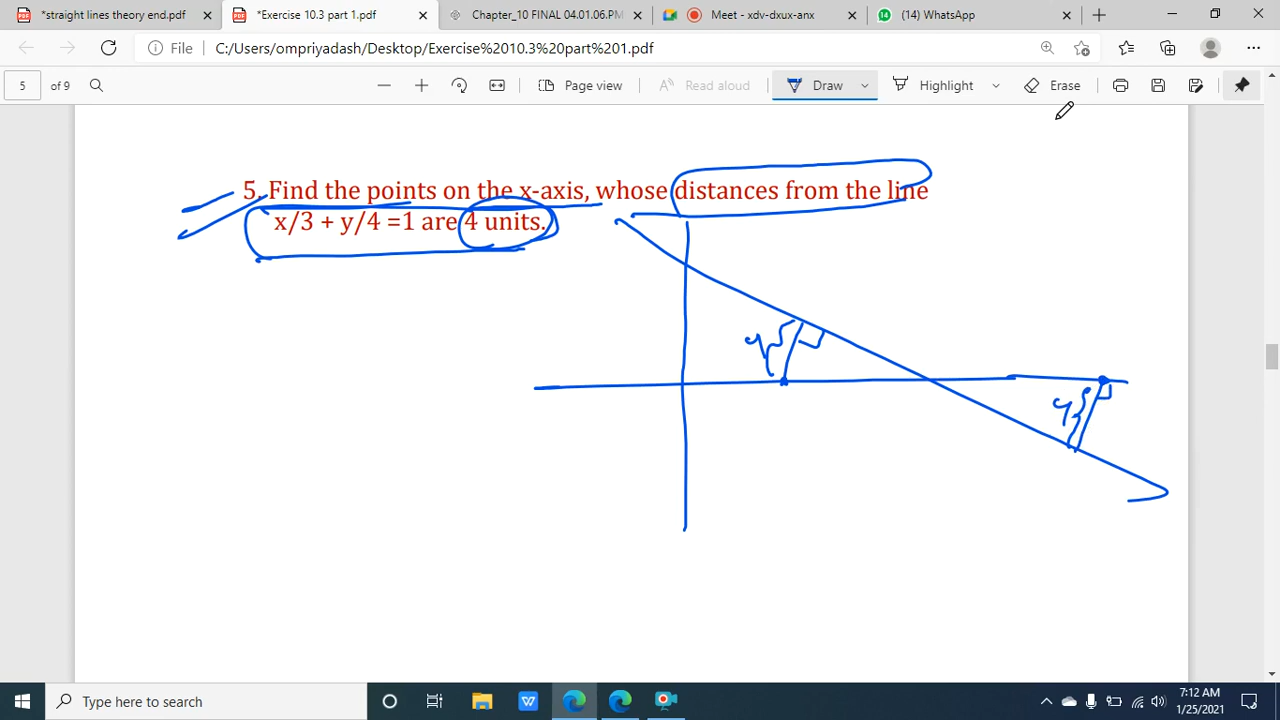 *straight lines theory end.pdf
*Exercise 10.3 part 1.pdf
Chapter_10 FINAL 04.01.06.PM
Meet - xdv-dxux-anx
(14) WhatsApp
File C:/Users/ompriyadash/Desktop/Exercise%2010.3%20part%201.pdf
5 of 9 Page view Read aloud Draw Highlight Erase
5. Find the points on the x-axis, whose distances from the line
x/3 + y/4 =1 are 4 units.
4
4
Type here to search
7:12 AM
1/25/2021